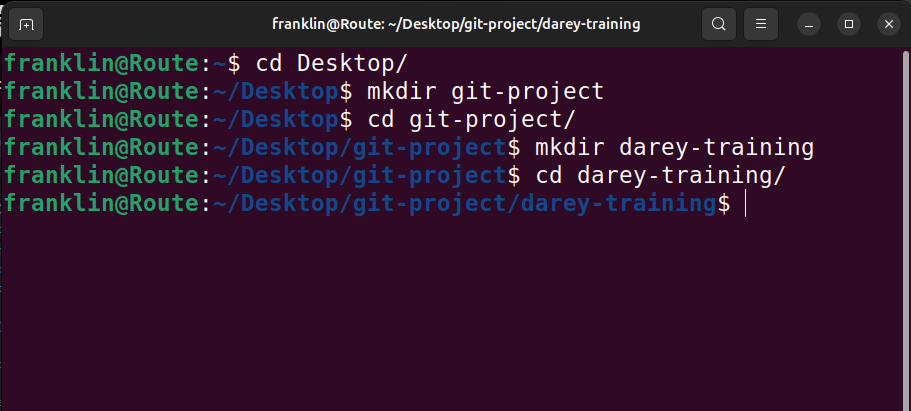 franklin@Route: ~/Desktop/git-project/darey-training
franklin@Route:~$ cd Desktop/
franklin@Route:~/Desktop$ mkdir git-project
franklin@Route:~/Desktop$ cd git-project/
franklin@Route:~/Desktop/git-project$ mkdir darey-training
franklin@Route:~/Desktop/git-project$ cd darey-training/
franklin@Route:~/Desktop/git-project/darey-training$